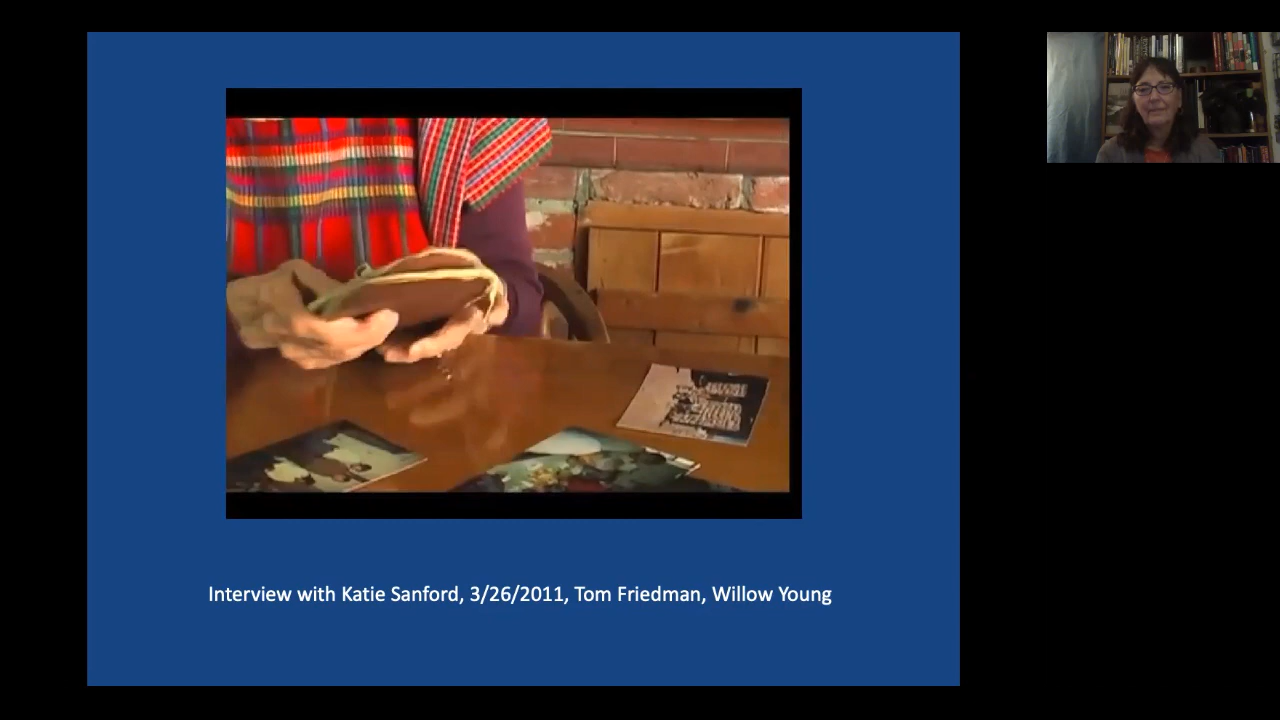 Interview with Katie Sanford, 3/26/2011, Tom Friedman, Willow Young